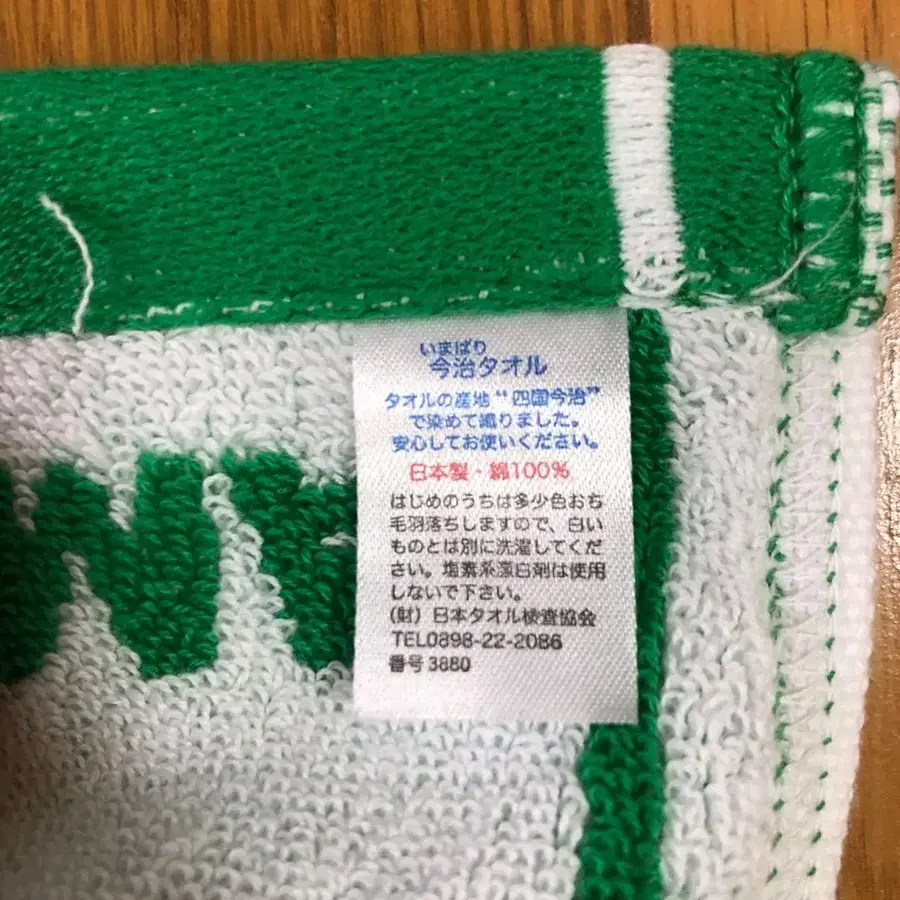 いまばり
今治タオル
タオルの産地“四国今治”
で染めて織りました。
安心してお使いください。
日本製・綿100%
はじめのうちは多少色おち
毛羽落ちしますので、白い
ものとは別に洗濯してくだ
さい。塩素系漂白剤は使用
しないで下さい。
(財)日本タオル検査協会
TEL0898-22-2086
番号3880